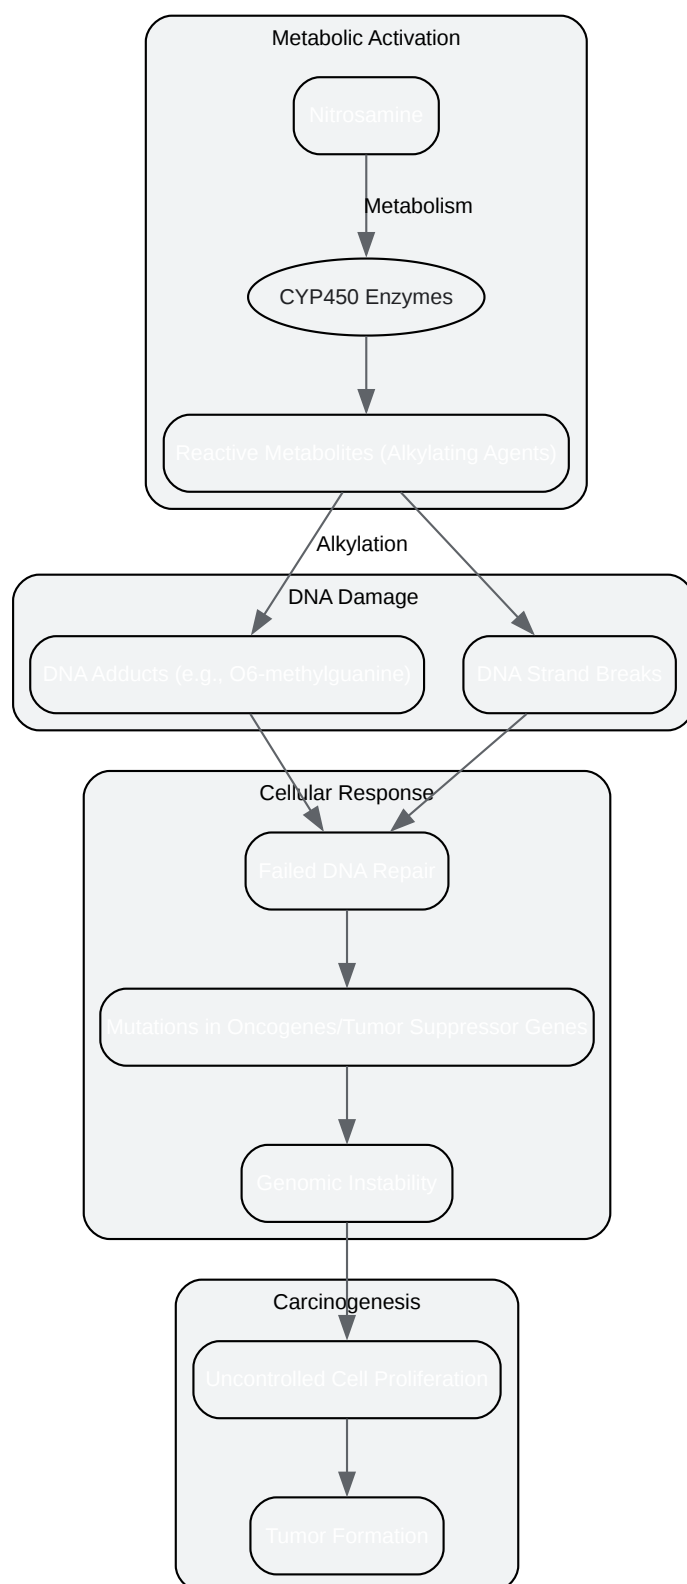 Metabolic Activation
Nitrosamine
Metabolism
CYP450 Enzymes
Reactive Metabolites (Alkylating Agents)
Alkylation
DNA Damage
DNA Adducts (e.g., O6-methylguanine)
DNA Strand Breaks
Cellular Response
Failed DNA Repair
Mutations in Oncogenes/Tumor Suppressor Genes
Genomic Instability
Carcinogenesis
Uncontrolled Cell Proliferation
Tumor Formation